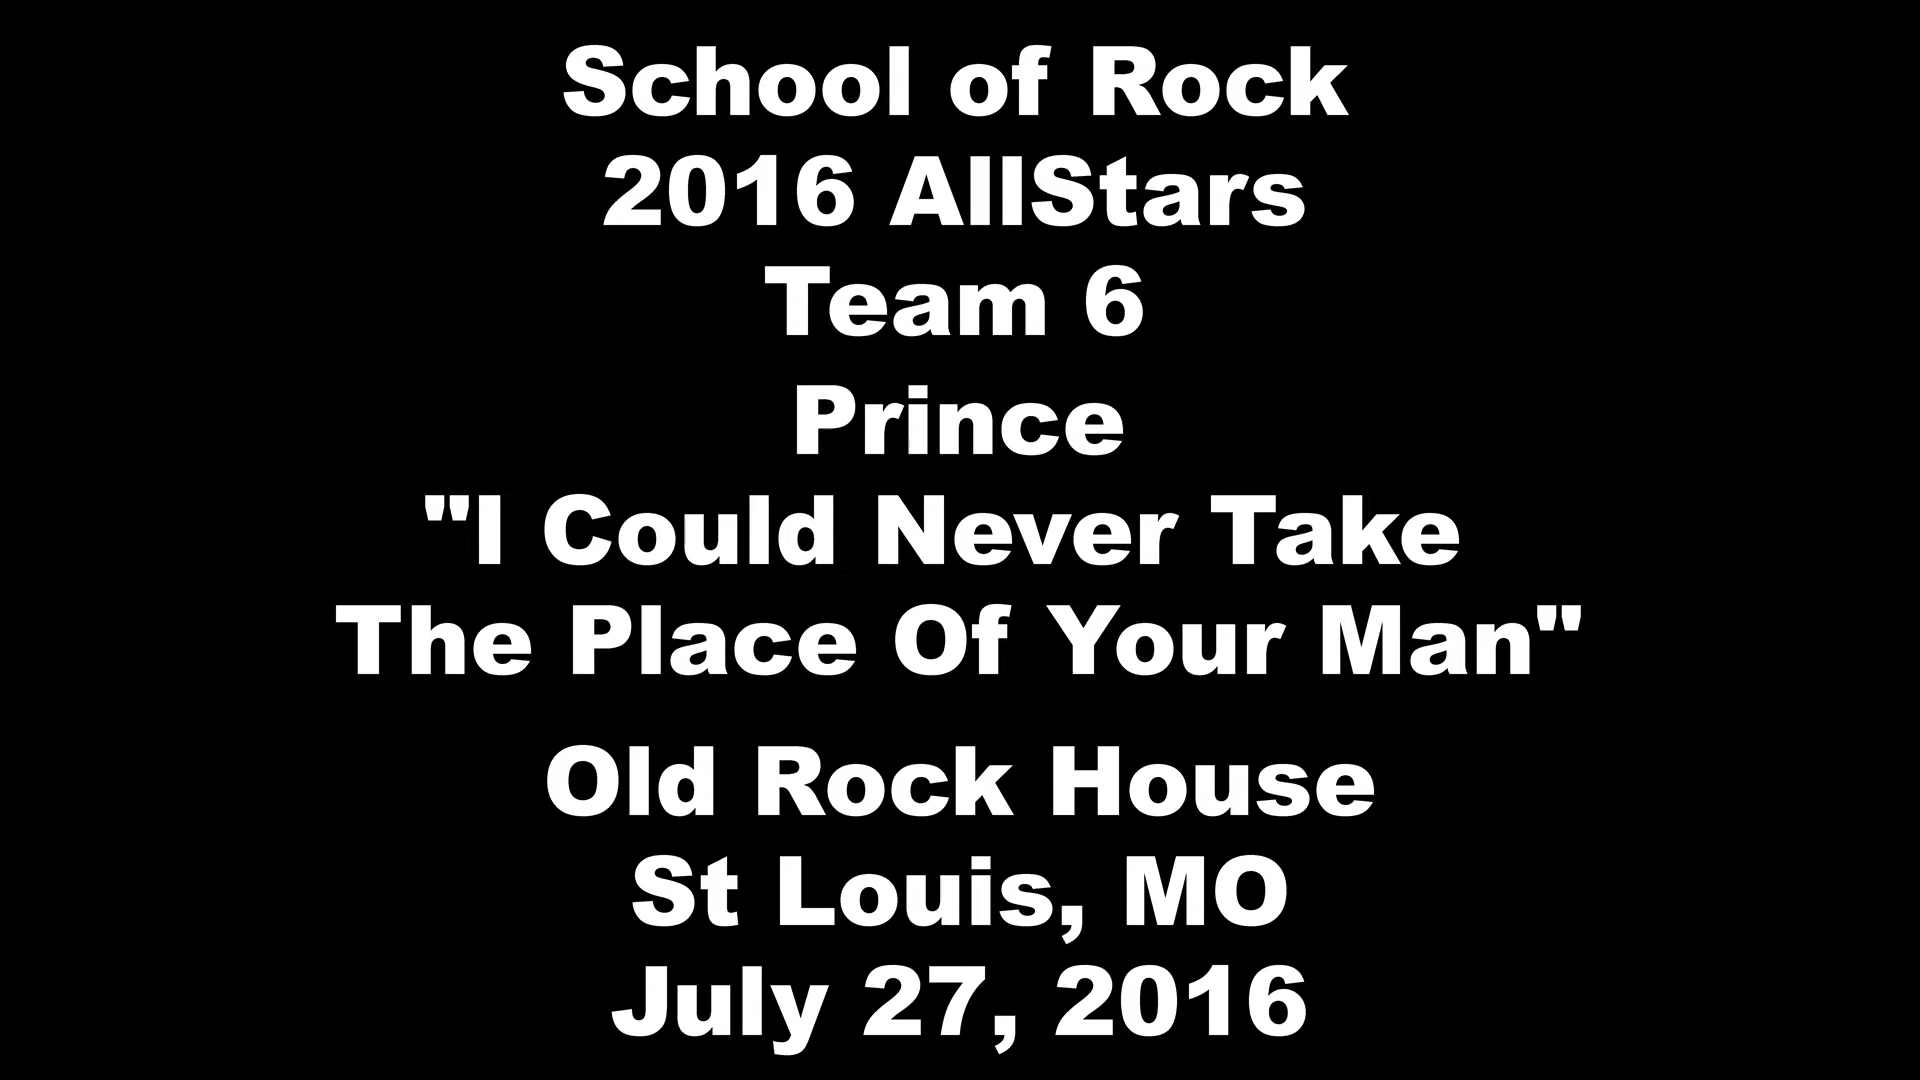 School of Rock
2016 AllStars
Team 6
Prince
"I Could Never Take
The Place Of Your Man"
Old Rock House
St Louis, MO
July 27, 2016